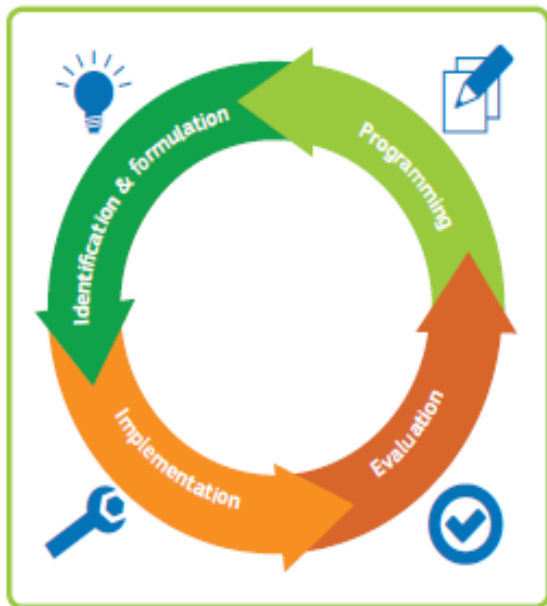 Identification & formulation
Programming
Implementation
Evaluation